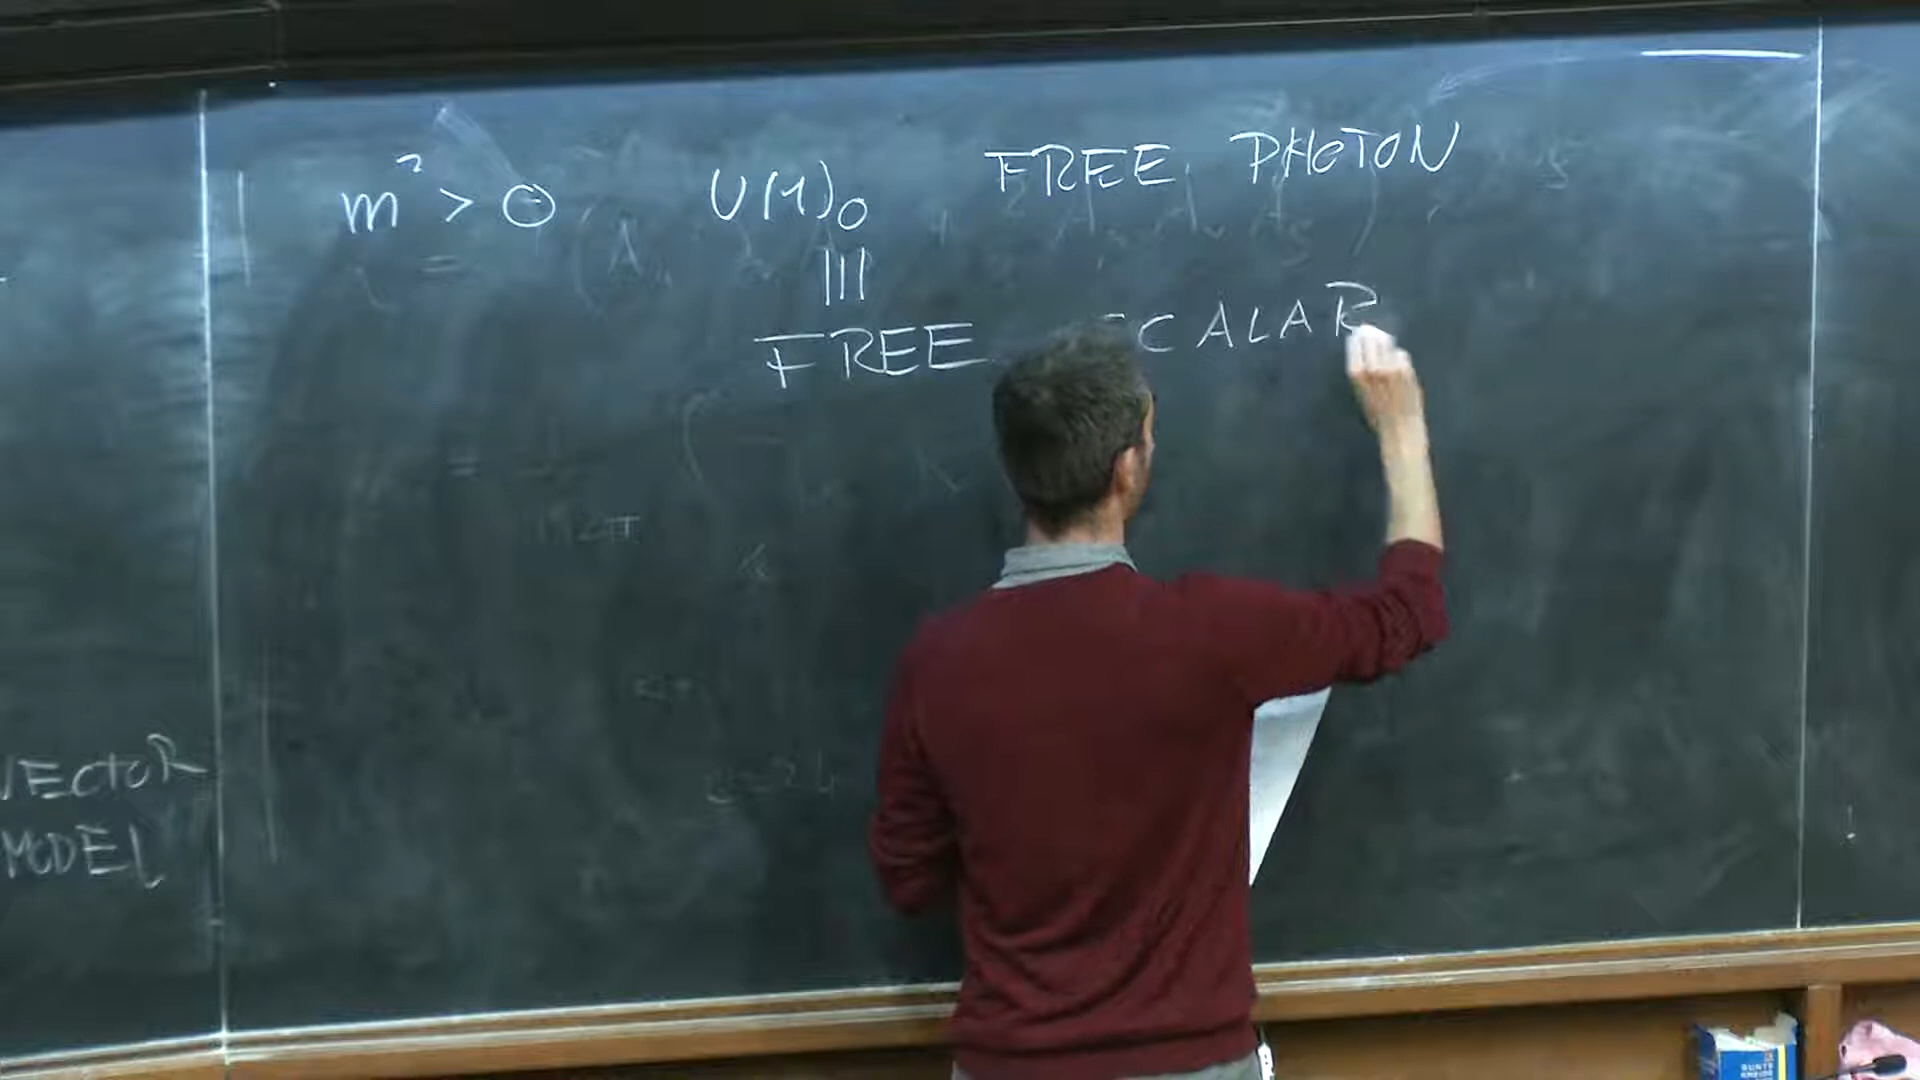 m² > 0 U(1)₀ FREE PHOTON
|||
FREE SCALAR
VECTOR
MODEL